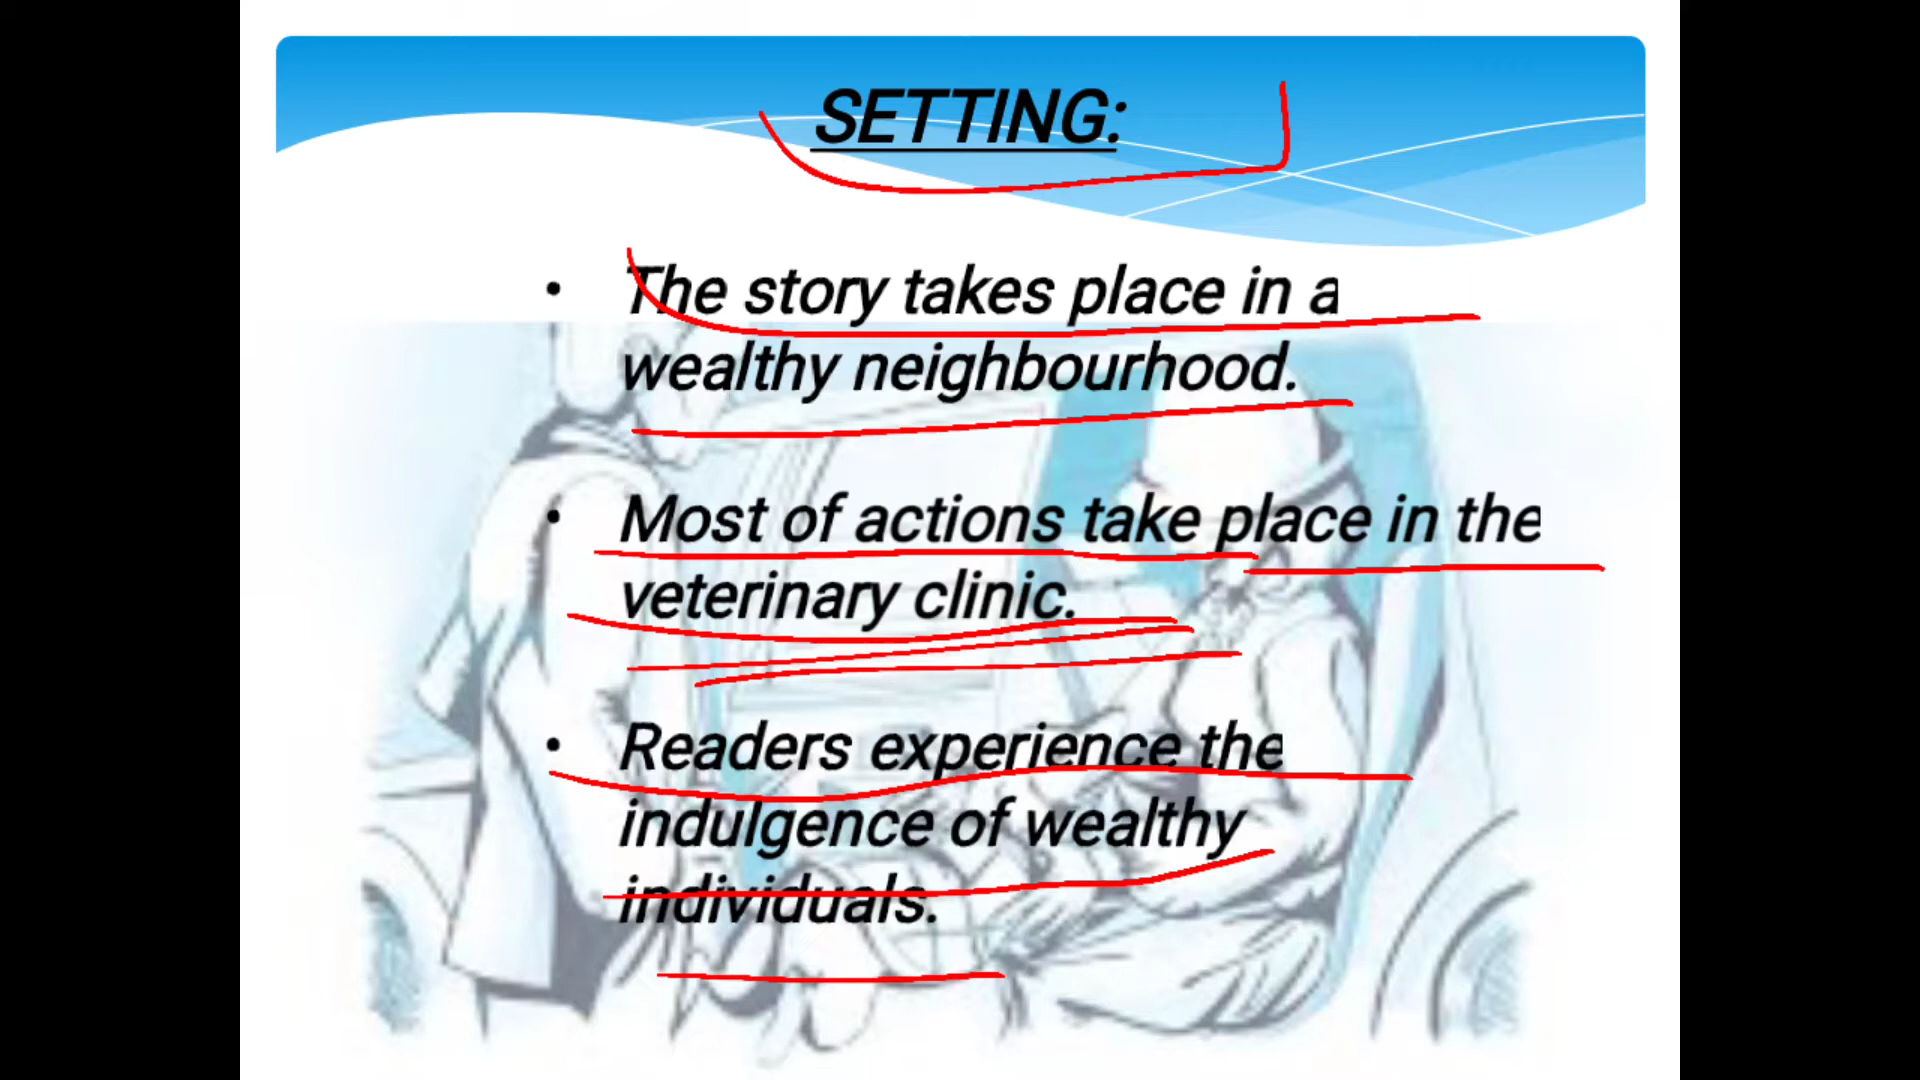 SETTING:
• The story takes place in a
wealthy neighbourhood.
• Most of actions take place in the
veterinary clinic.
• Readers experience the
indulgence of wealthy
individuals.